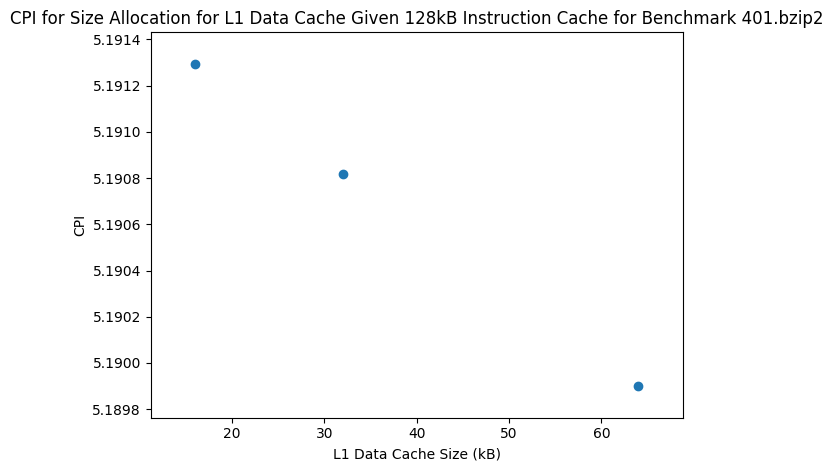 CPI for Size Allocation for L1 Data Cache Given 128kB Instruction Cache for Benchmark 401.bzip2
5.1914
5.1912
5.1910
5.1908
5.1906
5.1904
5.1902
5.1900
5.1898
CPI
20 30 40 50 60
L1 Data Cache Size (kB)